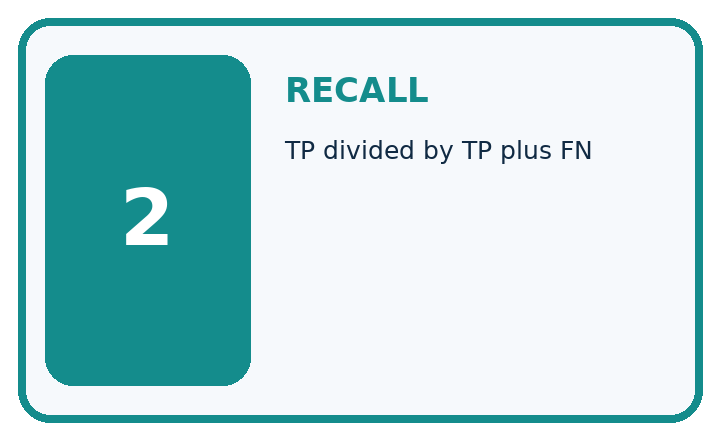 2
RECALL
TP divided by TP plus FN